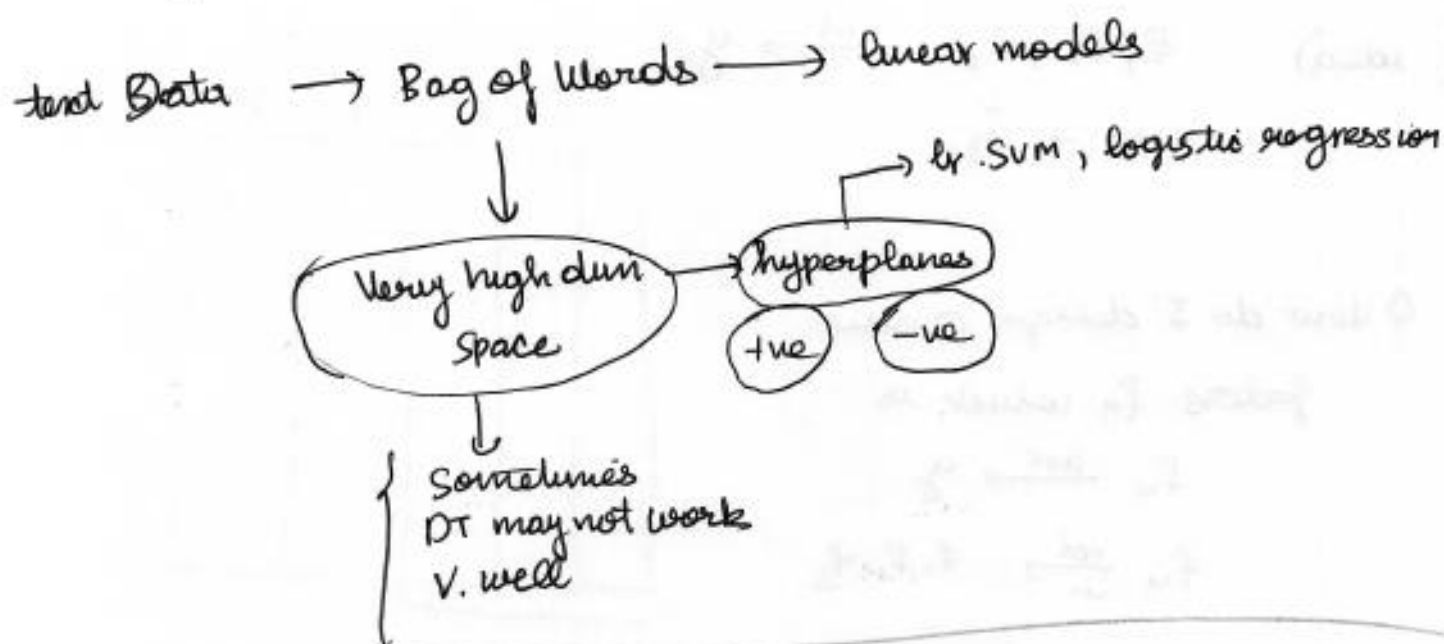 text Data → Bag of Words → linear models
→ lr. SVM, logistic regression
Very high dim
space
→ hyperplanes
+ve
-ve
Sometimes
DT may not work
V. well